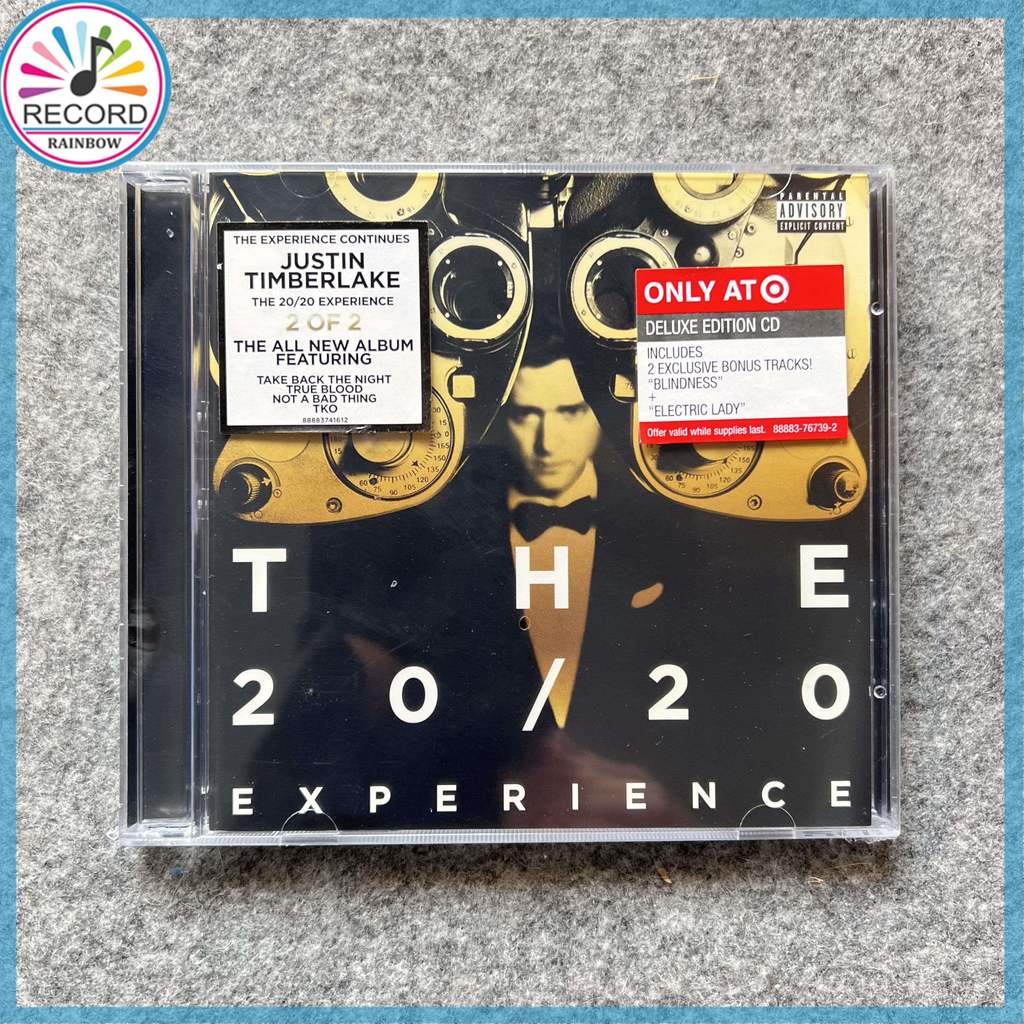 RECORD
RAINBOW
THE EXPERIENCE CONTINUES
JUSTIN
TIMBERLAKE
THE 20/20 EXPERIENCE
2 OF 2
THE ALL NEW ALBUM
FEATURING
TAKE BACK THE NIGHT
TRUE BLOOD
NOT A BAD THING
TKO
88883741612
PARENTAL
ADVISORY
EXPLICIT CONTENT
ONLY AT
DELUXE EDITION CD
INCLUDES
2 EXCLUSIVE BONUS TRACKS!
“BLINDNESS”
+
“ELECTRIC LADY”
Offer valid while supplies last. 88883-76739-2
THE
20/20
EXPERIENCE